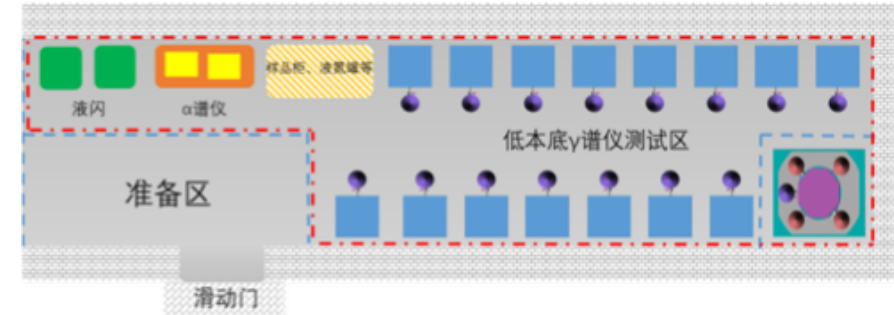 样品柜、液氮罐等
液闪
α谱仪
低本底γ谱仪测试区
准备区
滑动门